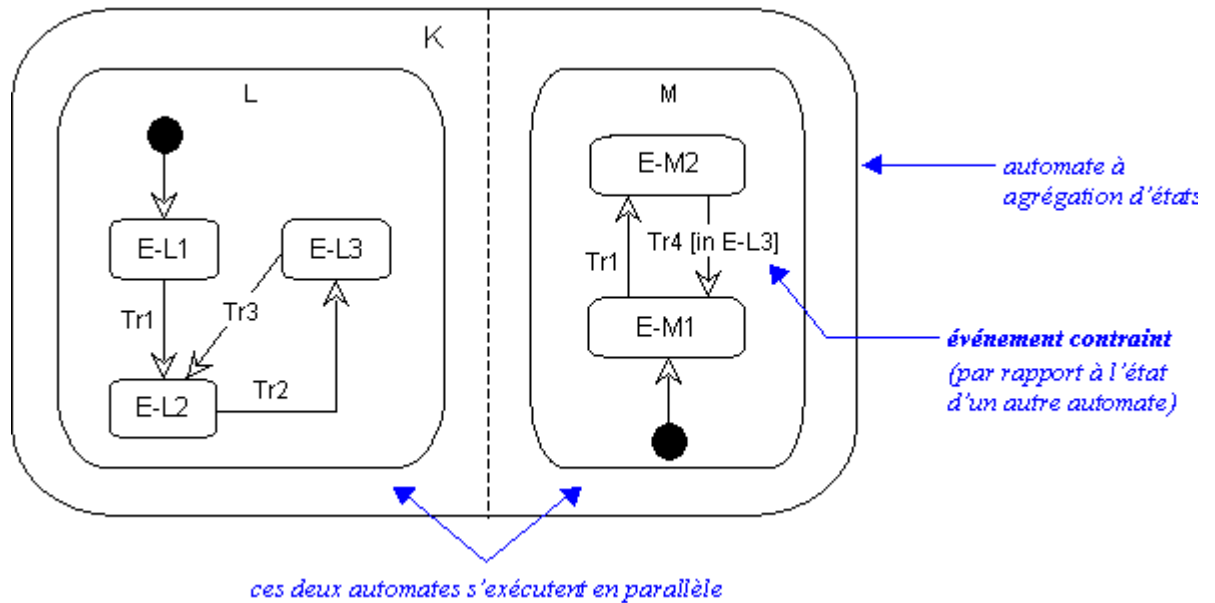 K
L
M
E-L1
E-L3
Tr1
Tr3
E-L2
Tr2
E-M2
Tr1
Tr4 [in E-L3]
E-M1
automate à
agrégation d'états
événement contraint
(par rapport à l'état
d'un autre automate)
ces deux automates s'exécutent en parallèle